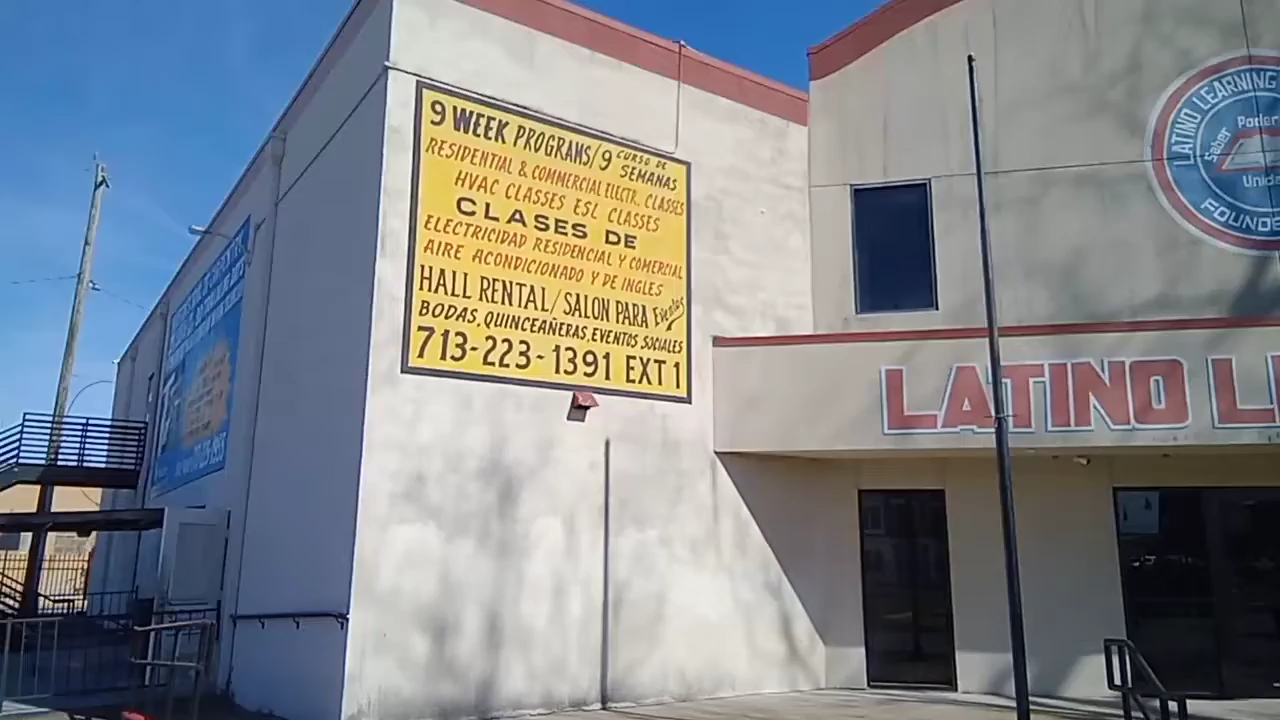 9 WEEK PROGRAMS/9 CURSO DE SEMANAS
RESIDENTIAL & COMMERCIAL ELECTR. CLASSES
HVAC CLASSES ESL CLASSES
CLASES DE
ELECTRICIDAD RESIDENCIAL Y COMERCIAL
AIRE ACONDICIONADO Y DE INGLES
HALL RENTAL/SALON PARA Eventos
BODAS, QUINCEAÑERAS, EVENTOS SOCIALES
713-223-1391 EXT 1
LATINO LEARNING
Poder
Saber
Unida
FOUNDE
LATINO L